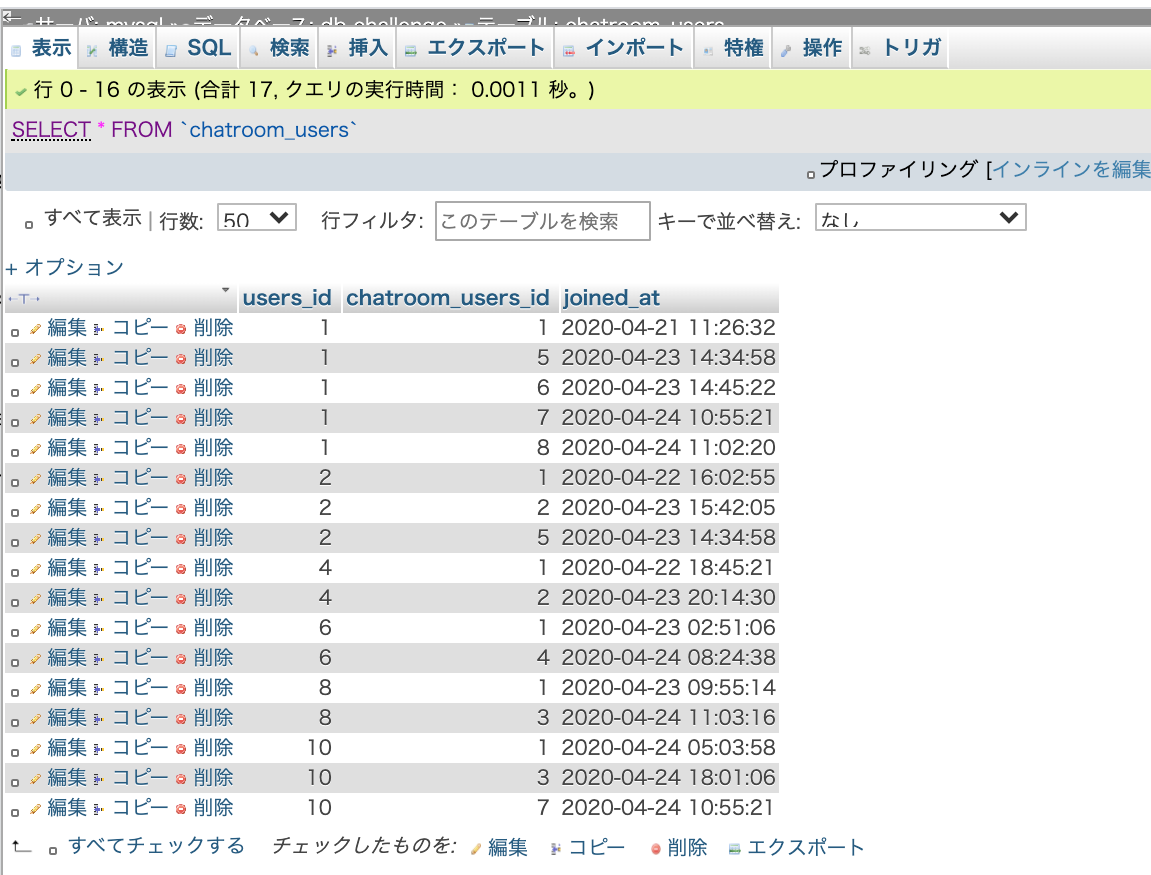 サーバ: mysql » データベース: db_challenge » テーブル: chatroom_users
表示 構造 SQL 検索 挿入 エクスポート インポート 特権 操作 トリガ
行 0 - 16 の表示 (合計 17, クエリの実行時間： 0.0011 秒。)
SELECT * FROM `chatroom_users`
プロファイリング [インラインを編集
すべて表示 | 行数: 50 行フィルタ: このテーブルを検索 キーで並べ替え: なし
+ オプション
←T→ users_id chatroom_users_id joined_at
編集 コピー 削除 1 1 2020-04-21 11:26:32
編集 コピー 削除 1 5 2020-04-23 14:34:58
編集 コピー 削除 1 6 2020-04-23 14:45:22
編集 コピー 削除 1 7 2020-04-24 10:55:21
編集 コピー 削除 1 8 2020-04-24 11:02:20
編集 コピー 削除 2 1 2020-04-22 16:02:55
編集 コピー 削除 2 2 2020-04-23 15:42:05
編集 コピー 削除 2 5 2020-04-23 14:34:58
編集 コピー 削除 4 1 2020-04-22 18:45:21
編集 コピー 削除 4 2 2020-04-23 20:14:30
編集 コピー 削除 6 1 2020-04-23 02:51:06
編集 コピー 削除 6 4 2020-04-24 08:24:38
編集 コピー 削除 8 1 2020-04-23 09:55:14
編集 コピー 削除 8 3 2020-04-24 11:03:16
編集 コピー 削除 10 1 2020-04-24 05:03:58
編集 コピー 削除 10 3 2020-04-24 18:01:06
編集 コピー 削除 10 7 2020-04-24 10:55:21
すべてチェックする チェックしたものを: 編集 コピー 削除 エクスポート